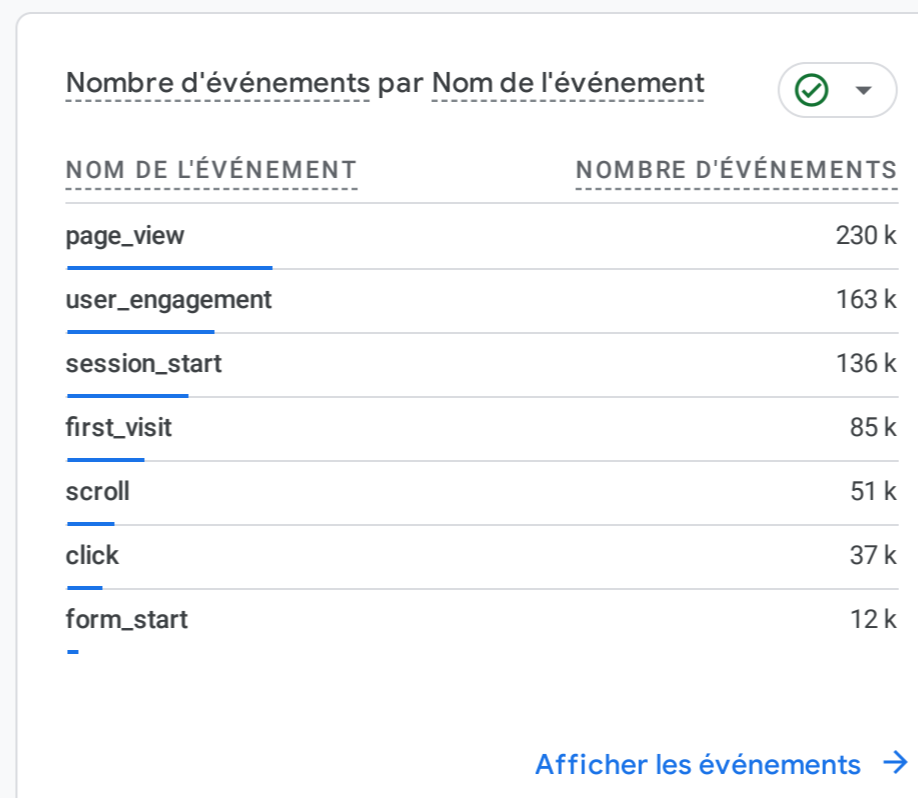 Nombre d'événements par Nom de l'événement
NOM DE L'ÉVÉNEMENT NOMBRE D'ÉVÉNEMENTS
page_view 230 k
user_engagement 163 k
session_start 136 k
first_visit 85 k
scroll 51 k
click 37 k
form_start 12 k
Afficher les événements